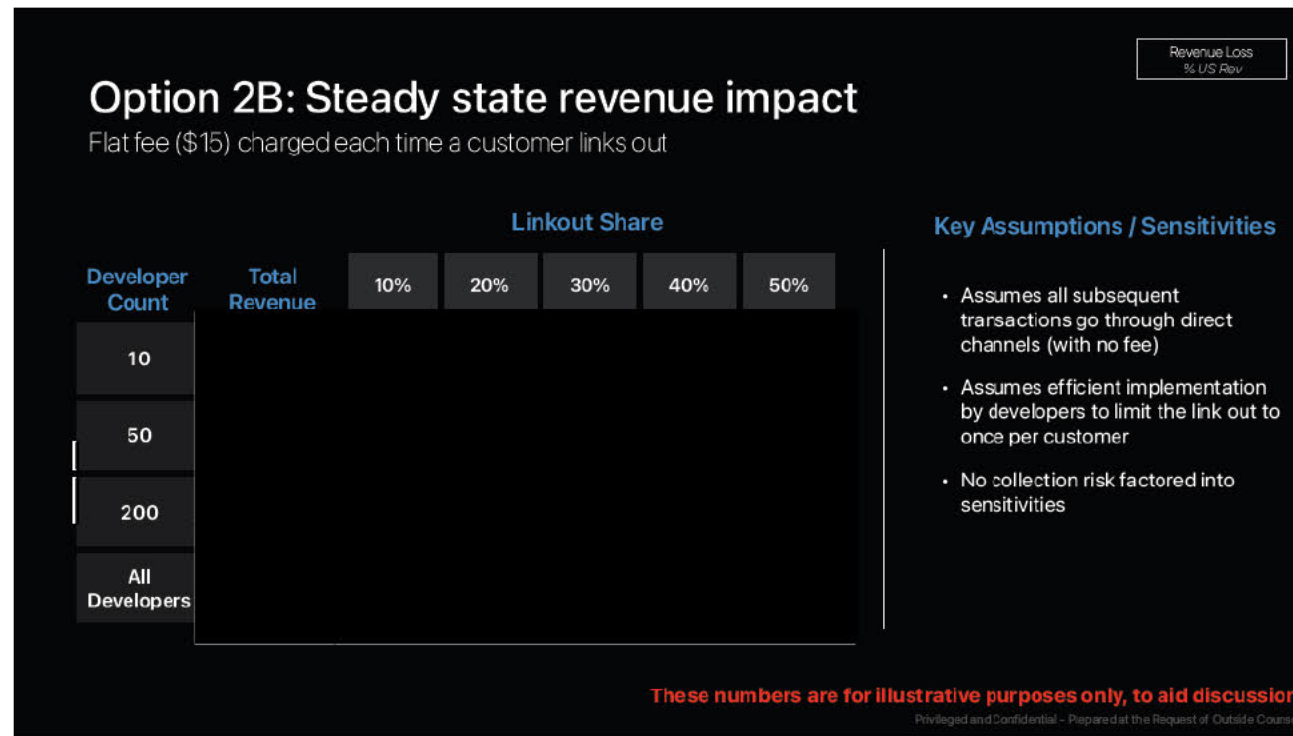 Revenue Loss
% US Rev
Option 2B: Steady state revenue impact
Flat fee ($15) charged each time a customer links out
Linkout Share
Developer
Count
Total
Revenue
10%
20%
30%
40%
50%
10
50
200
All
Developers
Key Assumptions / Sensitivities
• Assumes all subsequent
transactions go through direct
channels (with no fee)
• Assumes efficient implementation
by developers to limit the link out to
once per customer
• No collection risk factored into
sensitivities
These numbers are for illustrative purposes only, to aid discussion
Privileged and Confidential – Prepared at the Request of Outside Couns